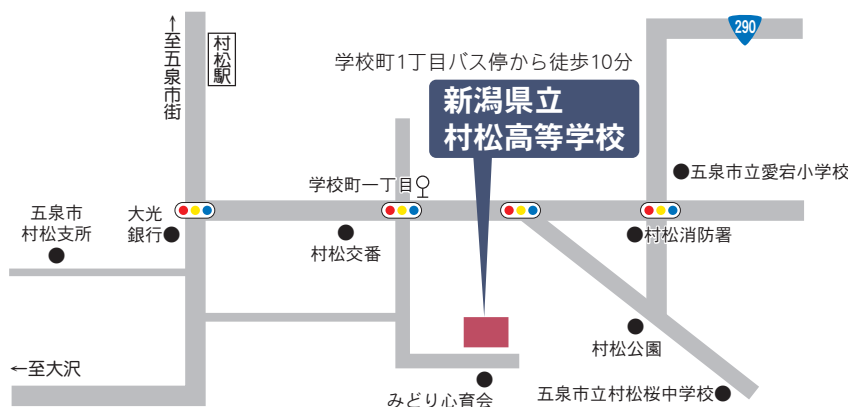 ↑至五泉市街
村松駅
290
学校町1丁目バス停から徒歩10分
新潟県立
村松高等学校
五泉市立愛宕小学校
学校町一丁目
五泉市
村松支所
大光
銀行
村松交番
村松消防署
村松公園
←至大沢
みどり心育会
五泉市立村松桜中学校